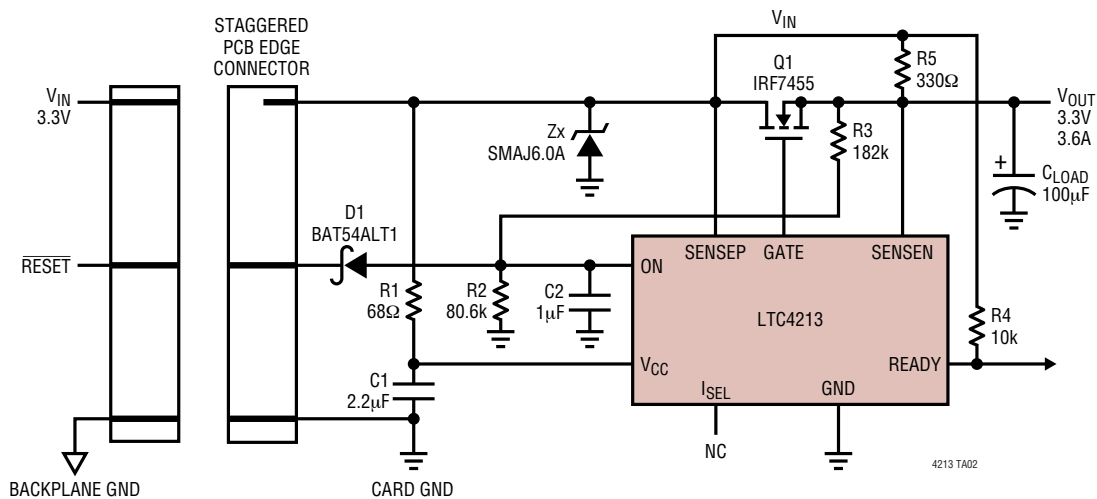 STAGGERED
PCB EDGE
CONNECTOR
VIN
3.3V
RESET
BACKPLANE GND
VIN
Q1
IRF7455
R5
330Ω
VOUT
3.3V
3.6A
Zx
SMAJ6.0A
R3
182k
+
CLOAD
100µF
D1
BAT54ALT1
R1
68Ω
R2
80.6k
C2
1µF
C1
2.2µF
CARD GND
SENSEP
GATE
SENSEN
ON
LTC4213
VCC
READY
ISEL
GND
R4
10k
NC
4213 TA02